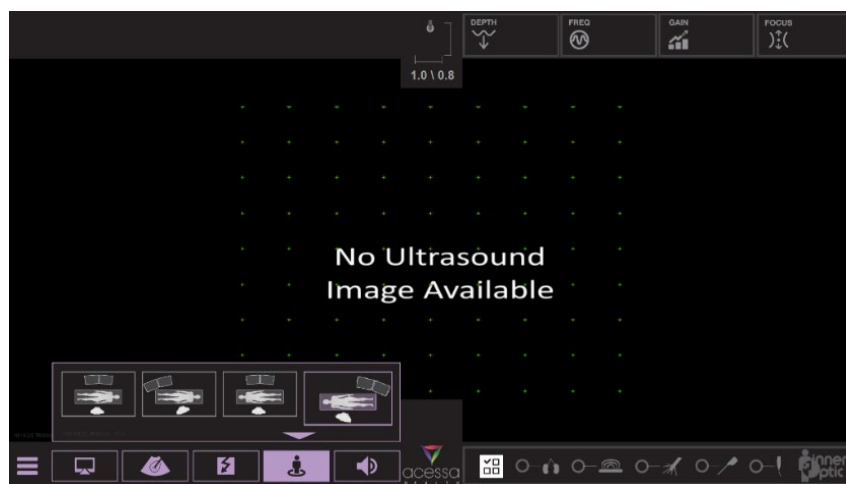 DEPTH
FREQ
GAIN
FOCUS
1.0 \ 0.8
No Ultrasound
Image Available
acessa
inner
Optic